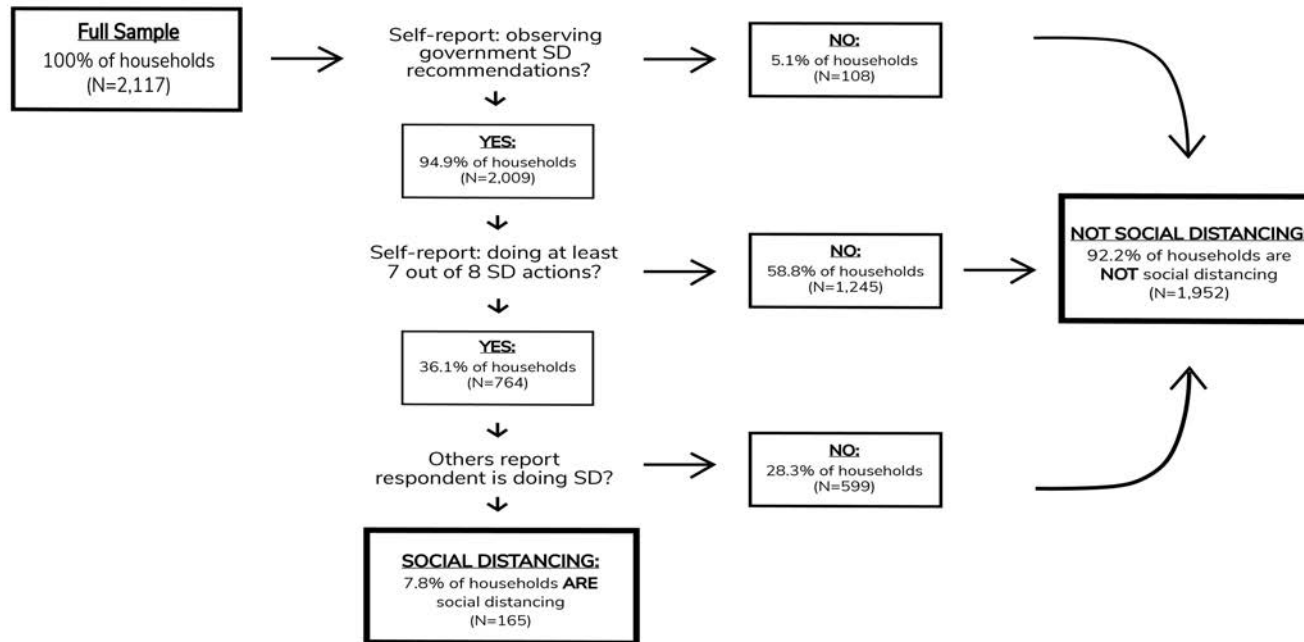 Full Sample
100% of households
(N=2,117)
Self-report: observing
government SD
recommendations?
NO:
5.1% of households
(N=108)
YES:
94.9% of households
(N=2,009)
Self-report: doing at least
7 out of 8 SD actions?
NO:
58.8% of households
(N=1,245)
NOT SOCIAL DISTANCING:
92.2% of households are
NOT social distancing
(N=1,952)
YES:
36.1% of households
(N=764)
Others report
respondent is doing SD?
NO:
28.3% of households
(N=599)
SOCIAL DISTANCING:
7.8% of households ARE
social distancing
(N=165)